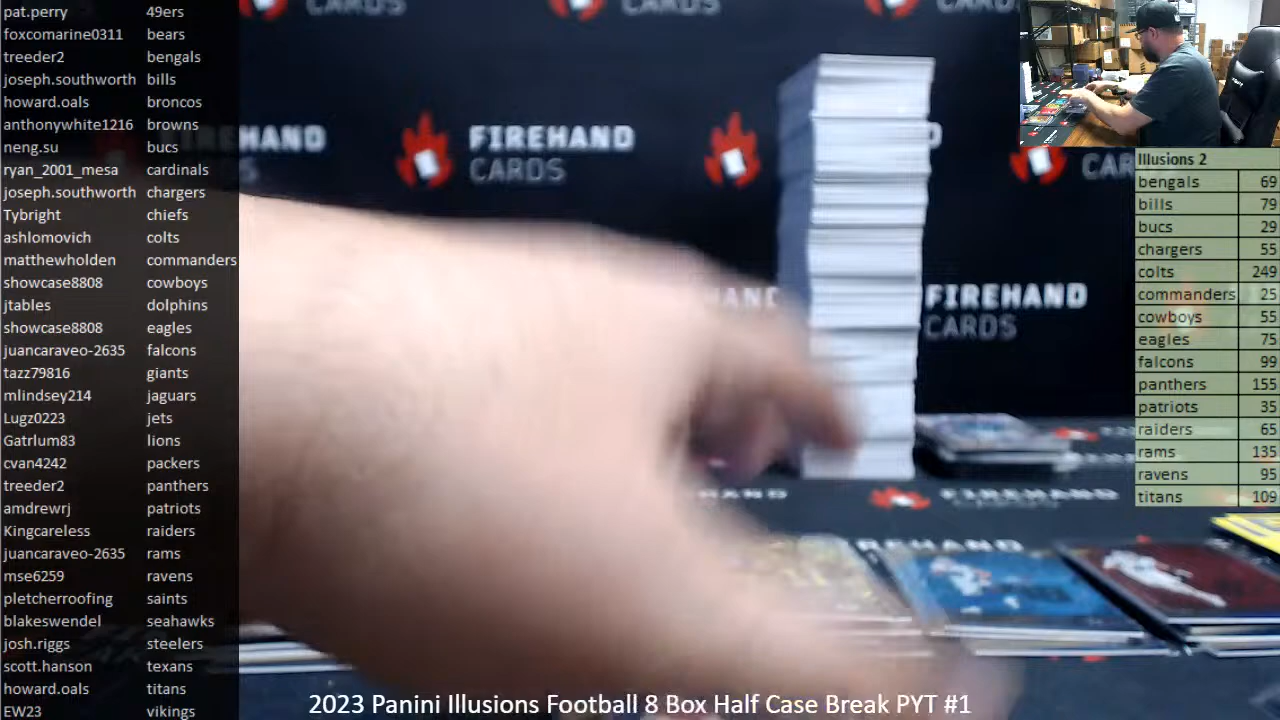 pat.perry 49ers
foxcomarine0311 bears
treeder2 bengals
joseph.southworth bills
howard.oals broncos
anthonywhite1216 browns
neng.su bucs
ryan_2001_mesa cardinals
joseph.southworth chargers
Tybright chiefs
ashlomovich colts
matthewholden commanders
showcase8808 cowboys
jtables dolphins
showcase8808 eagles
juancaraveo-2635 falcons
tazz79816 giants
mlindsey214 jaguars
Lugz0223 jets
Gatrlum83 lions
cvan4242 packers
treeder2 panthers
amdrewrj patriots
Kingcareless raiders
juancaraveo-2635 rams
mse6259 ravens
pletcherroofing saints
blakeswendel seahawks
josh.riggs steelers
scott.hanson texans
howard.oals titans
EW23 vikings
CARDS
CARDS
FIREHAND
CARDS
FIREHAND
CARDS
FIREHAND
Illusions 2
bengals 69
bills 79
bucs 29
chargers 55
colts 249
commanders 25
cowboys 55
eagles 75
falcons 99
panthers 155
patriots 35
raiders 65
rams 135
ravens 95
titans 109
2023 Panini Illusions Football 8 Box Half Case Break PYT #1